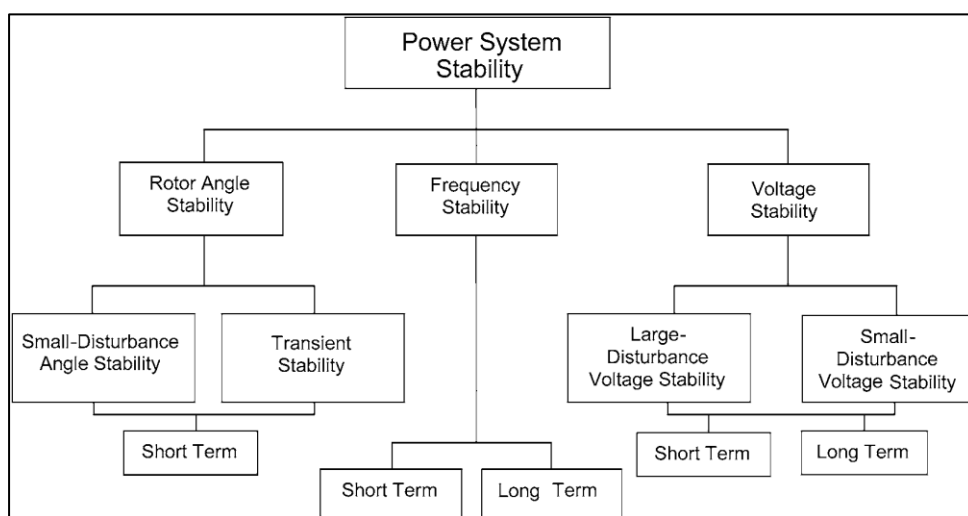 Power System
Stability
Rotor Angle
Stability
Frequency
Stability
Voltage
Stability
Small-Disturbance
Angle Stability
Transient
Stability
Large-
Disturbance
Voltage Stability
Small-
Disturbance
Voltage Stability
Short Term
Short Term
Long Term
Short Term
Long Term